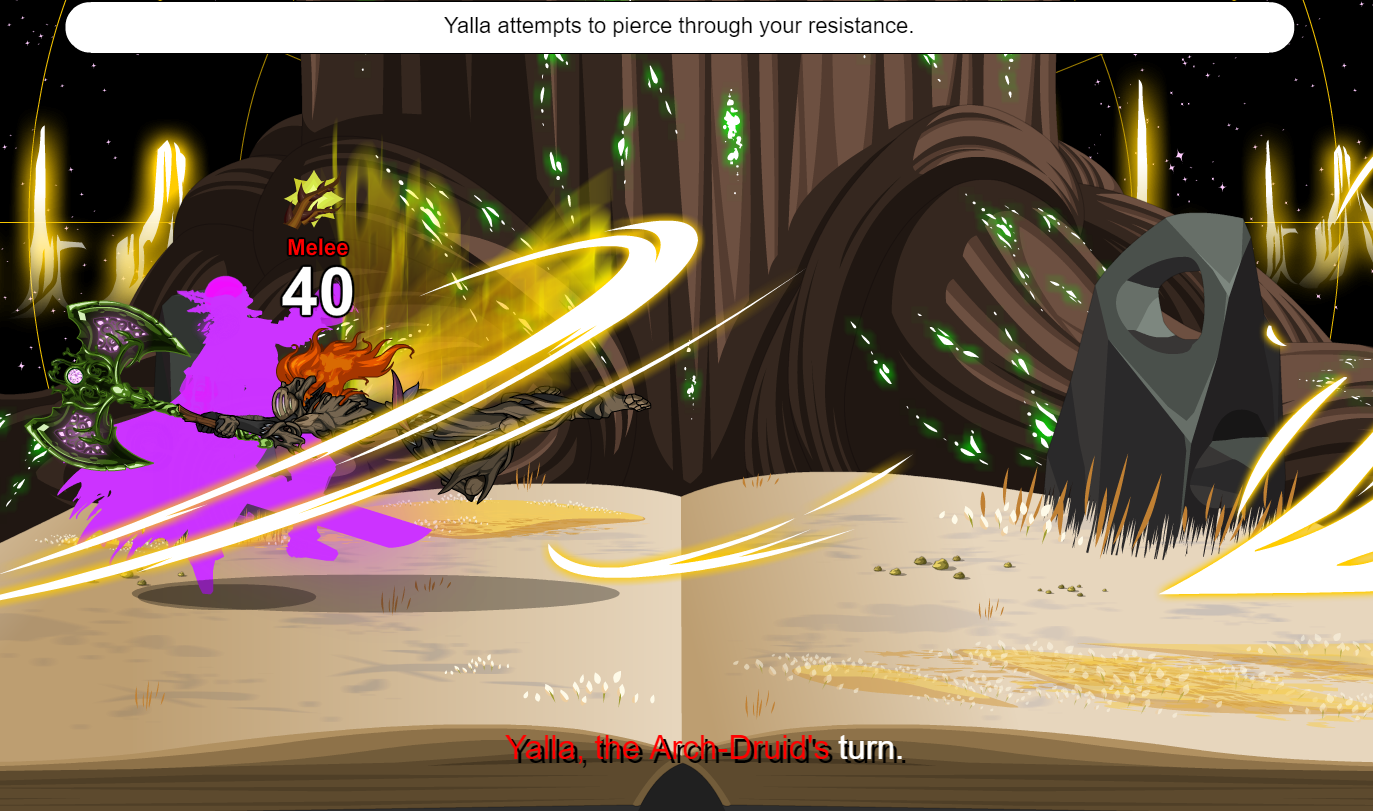 Yalla attempts to pierce through your resistance.
Melee
40
Yalla, the Arch-Druid's turn.